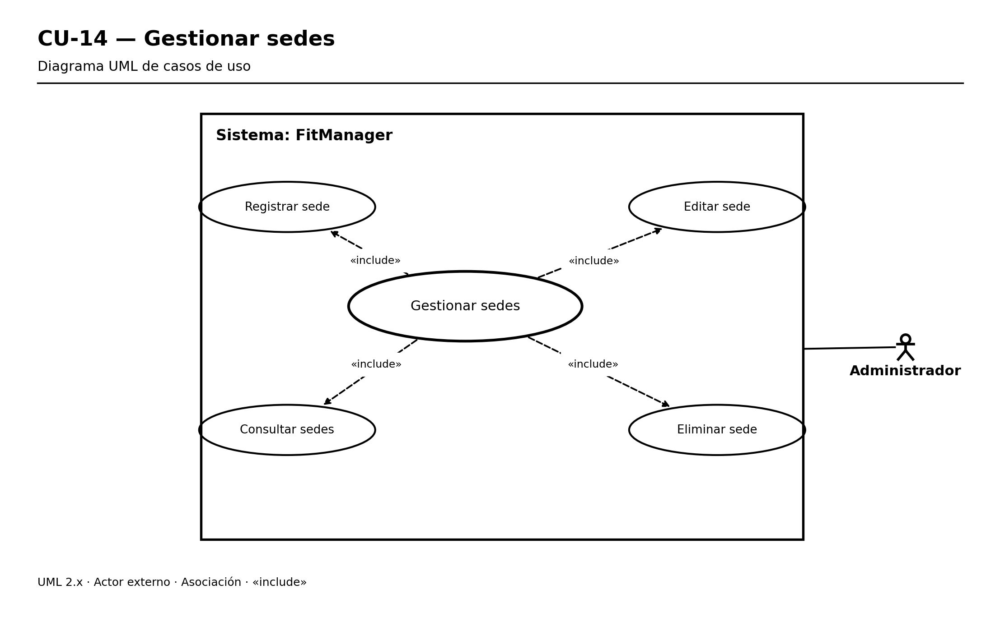 CU-14 — Gestionar sedes
Diagrama UML de casos de uso
Sistema: FitManager
Registrar sede
Editar sede
«include»
«include»
Gestionar sedes
«include»
«include»
Administrador
Consultar sedes
Eliminar sede
UML 2.x · Actor externo · Asociación · «include»